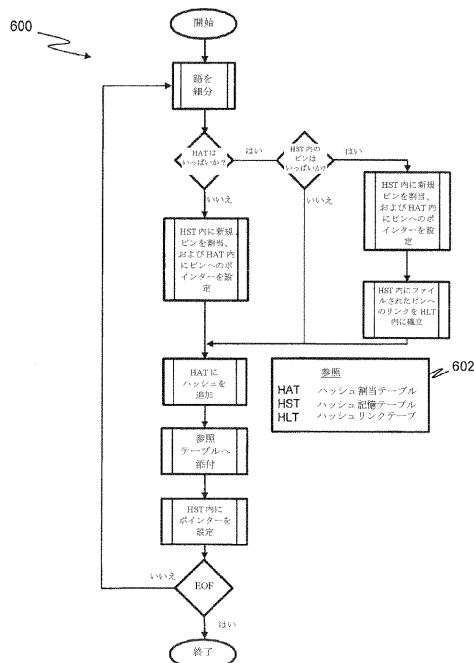 600
開始
語を
細分
HATは
いっぱいか?
はい
HST内の
ビンは
いっぱいか?
はい
いいえ
いいえ
HST内に新規
ビンを割当、
およびHAT内
にビンへのポ
インターを設
定
HST内に新規
ビンを割当、
およびHAT内
にビンへのポ
インターを設
定
HST内にファイ
ルされたビンへ
のリンクをHLT
内に確立
HATに
ハッシュを
追加
参照
HAT ハッシュ割当テーブル
HST ハッシュ記憶テーブル
HLT ハッシュリンクテーブ
602
参照
テーブルへ
添付
HST内に
ポインターを
設定
いいえ
EOF
はい
終了